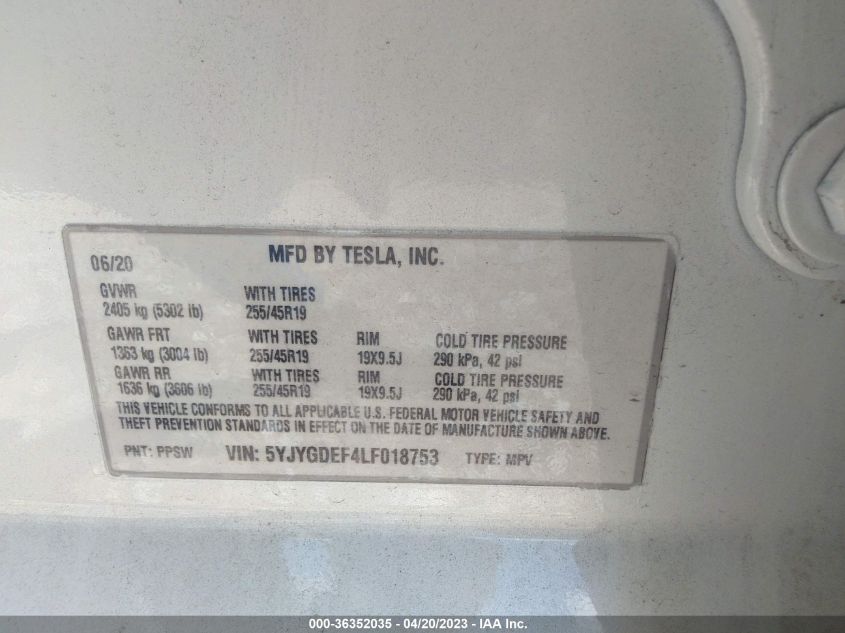 06/20 MFD BY TESLA, INC.
GVWR WITH TIRES
2405 kg (5302 lb) 255/45R19
GAWR FRT WITH TIRES RIM COLD TIRE PRESSURE
1363 kg (3004 lb) 255/45R19 19X9.5J 290 kPa, 42 psi
GAWR RR WITH TIRES RIM COLD TIRE PRESSURE
1636 kg (3606 lb) 255/45R19 19X9.5J 290 kPa, 42 psi
THIS VEHICLE CONFORMS TO ALL APPLICABLE U.S. FEDERAL MOTOR VEHICLE SAFETY AND
THEFT PREVENTION STANDARDS IN EFFECT ON THE DATE OF MANUFACTURE SHOWN ABOVE.
PNT: PPSW VIN: 5YJYGDEF4LF018753 TYPE: MPV
000-36352035 - 04/20/2023 - IAA Inc.